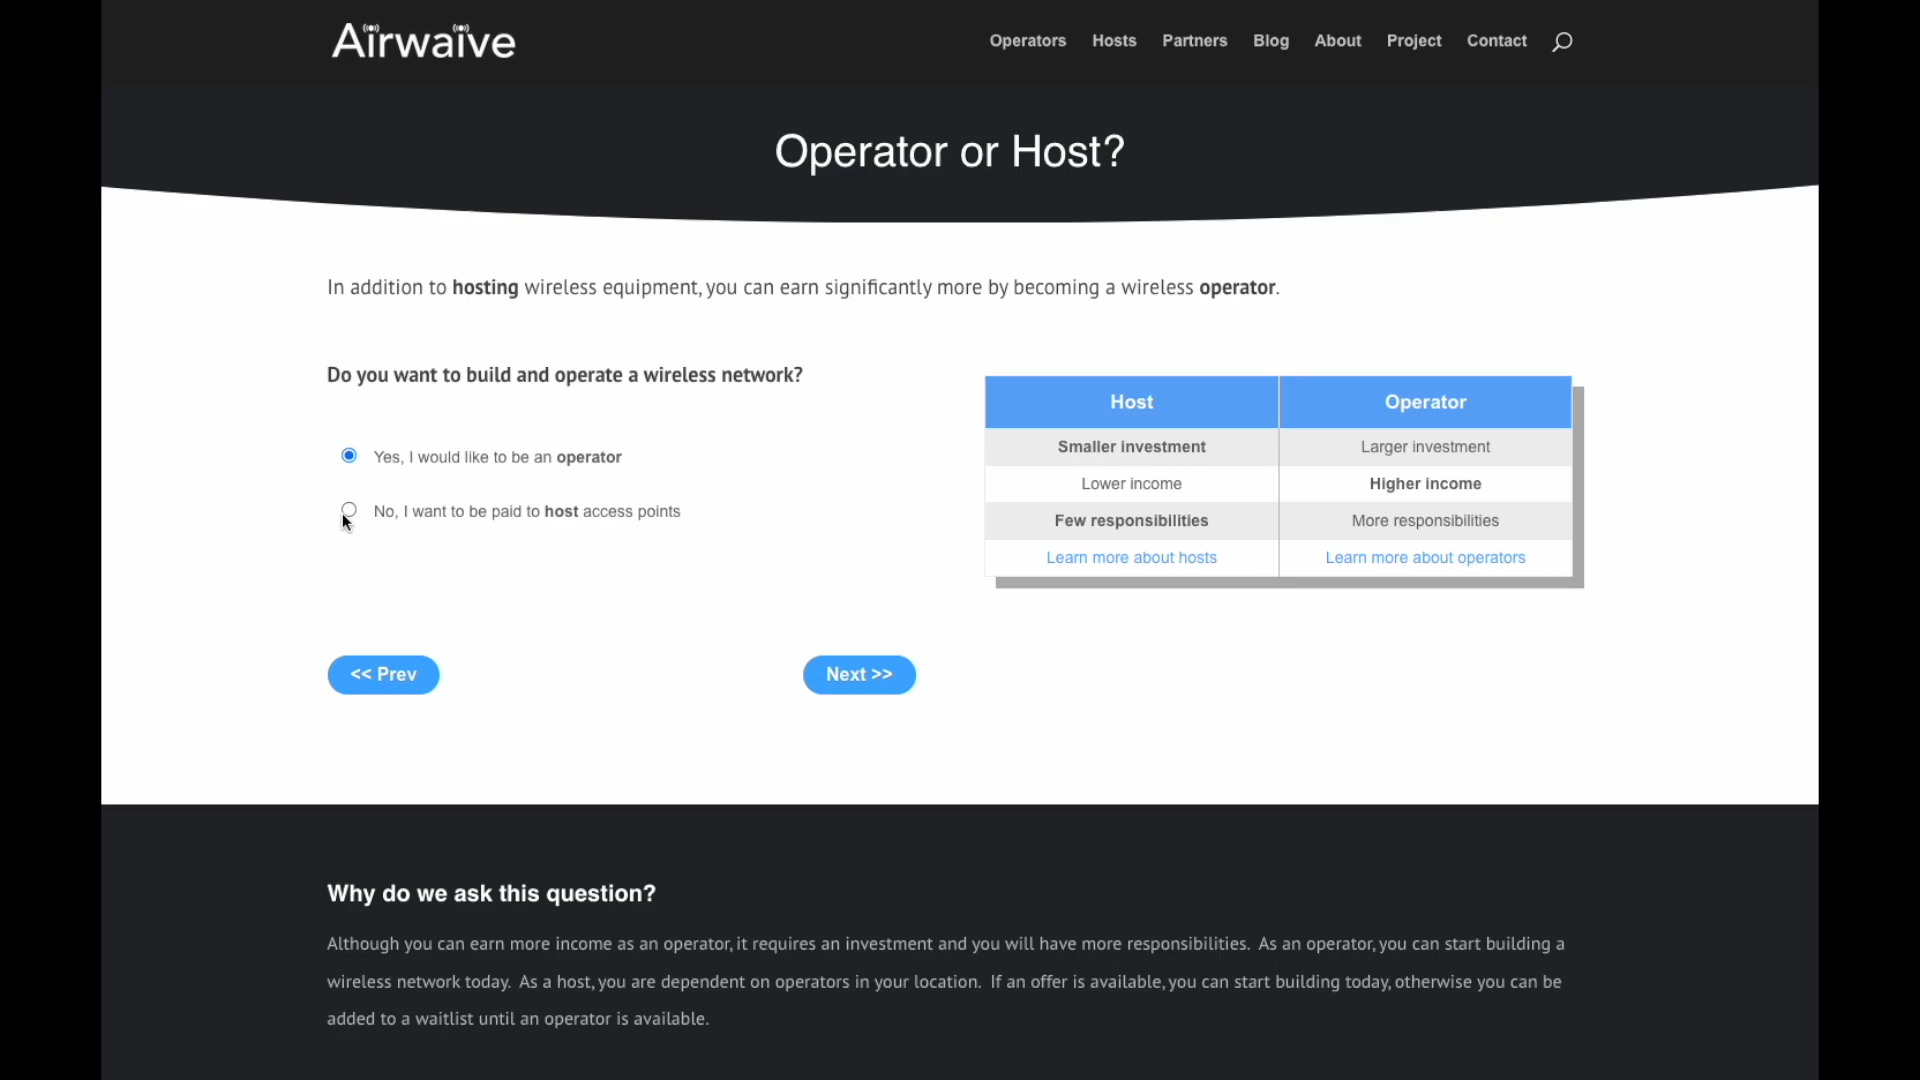 Airwaive
Operators Hosts Partners Blog About Project Contact
Operator or Host?
In addition to hosting wireless equipment, you can earn significantly more by becoming a wireless operator.
Do you want to build and operate a wireless network?
Yes, I would like to be an operator
No, I want to be paid to host access points
Host Operator
Smaller investment Larger investment
Lower income Higher income
Few responsibilities More responsibilities
Learn more about hosts Learn more about operators
<< Prev Next >>
Why do we ask this question?
Although you can earn more income as an operator, it requires an investment and you will have more responsibilities. As an operator, you can start building a
wireless network today. As a host, you are dependent on operators in your location. If an offer is available, you can start building today, otherwise you can be
added to a waitlist until an operator is available.